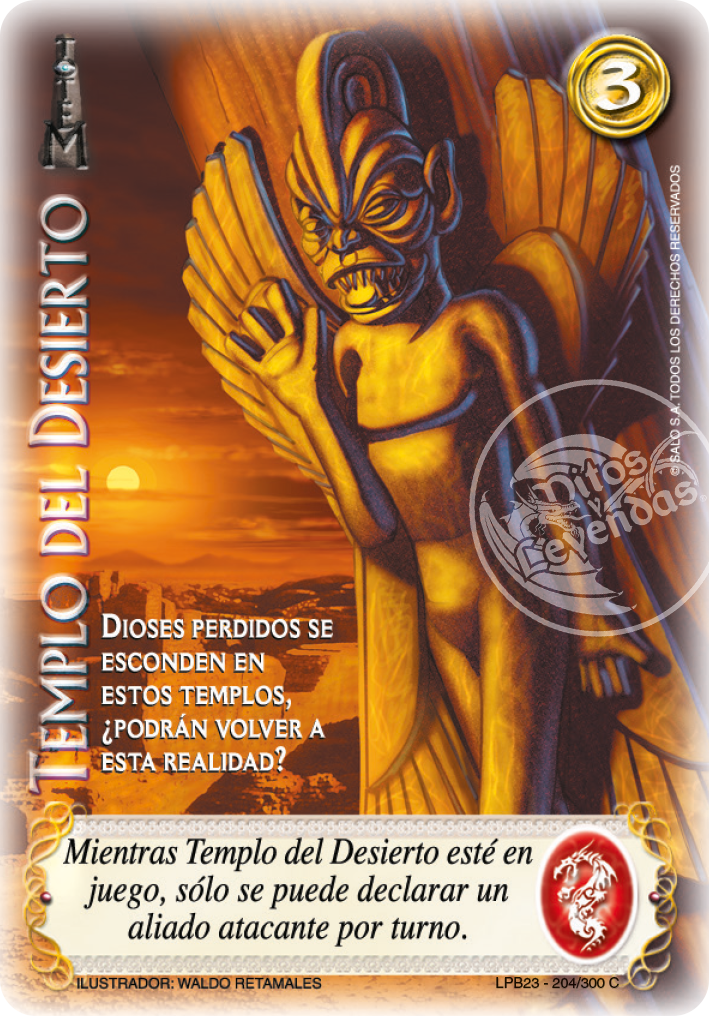 TOTEM
3
TEMPLO DEL DESIERTO
© SALO S.A. TODOS LOS DERECHOS RESERVADOS
Mitos
y
Leyendas
DIOSES PERDIDOS SE
ESCONDEN EN
ESTOS TEMPLOS,
¿PODRÁN VOLVER A
ESTA REALIDAD?
Mientras Templo del Desierto esté en
juego, sólo se puede declarar un
aliado atacante por turno.
ILUSTRADOR: WALDO RETAMALES
LPB23 - 204/300 C